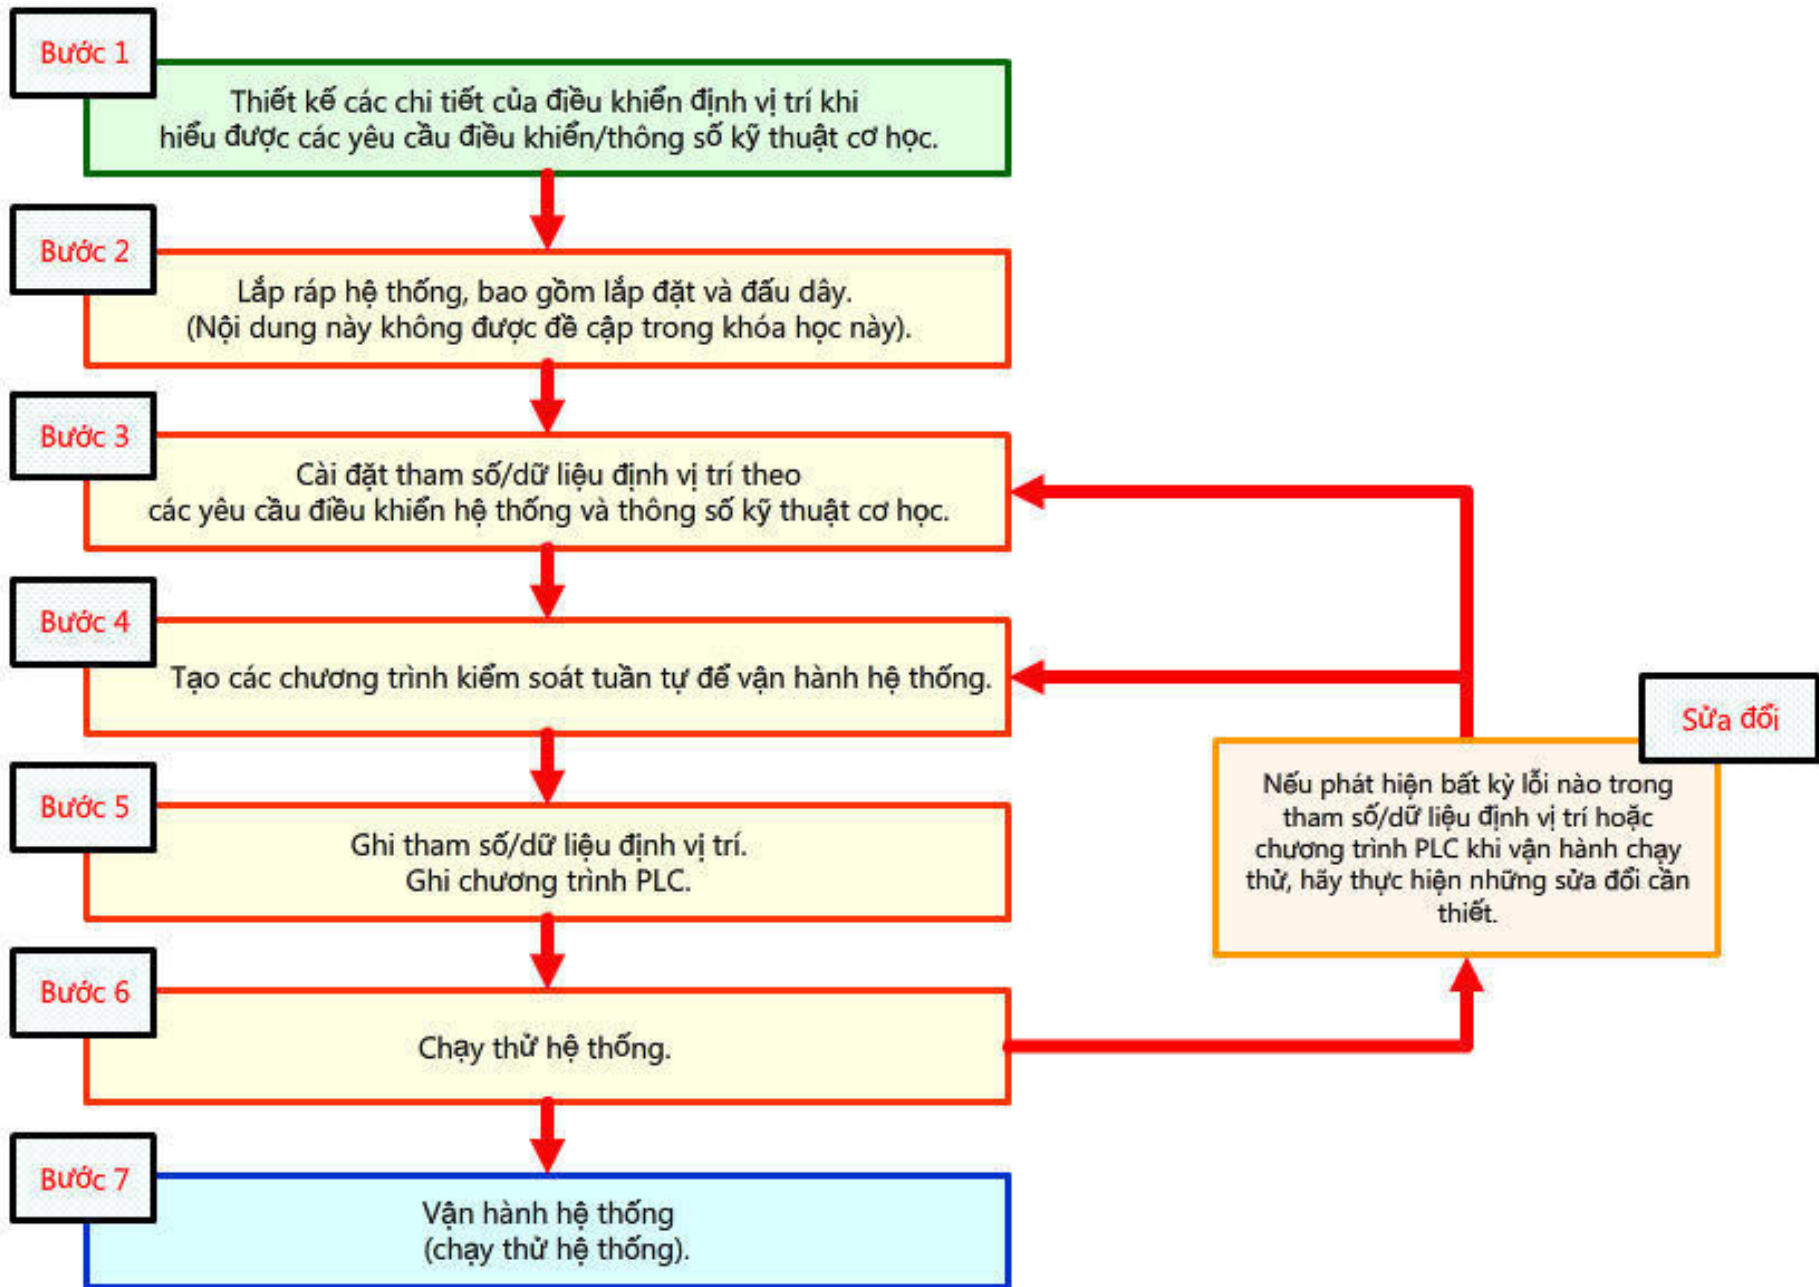 Bước 1
Thiết kế các chi tiết của điều khiển định vị trí khi
hiểu được các yêu cầu điều khiển/thông số kỹ thuật cơ học.
Bước 2
Lắp ráp hệ thống, bao gồm lắp đặt và đấu dây.
(Nội dung này không được đề cập trong khóa học này).
Bước 3
Cài đặt tham số/dữ liệu định vị trí theo
các yêu cầu điều khiển hệ thống và thông số kỹ thuật cơ học.
Bước 4
Tạo các chương trình kiểm soát tuần tự để vận hành hệ thống.
Sửa đổi
Nếu phát hiện bất kỳ lỗi nào trong
tham số/dữ liệu định vị trí hoặc
chương trình PLC khi vận hành chạy
thử, hãy thực hiện những sửa đổi cần
thiết.
Bước 5
Ghi tham số/dữ liệu định vị trí.
Ghi chương trình PLC.
Bước 6
Chạy thử hệ thống.
Bước 7
Vận hành hệ thống
(chạy thử hệ thống).